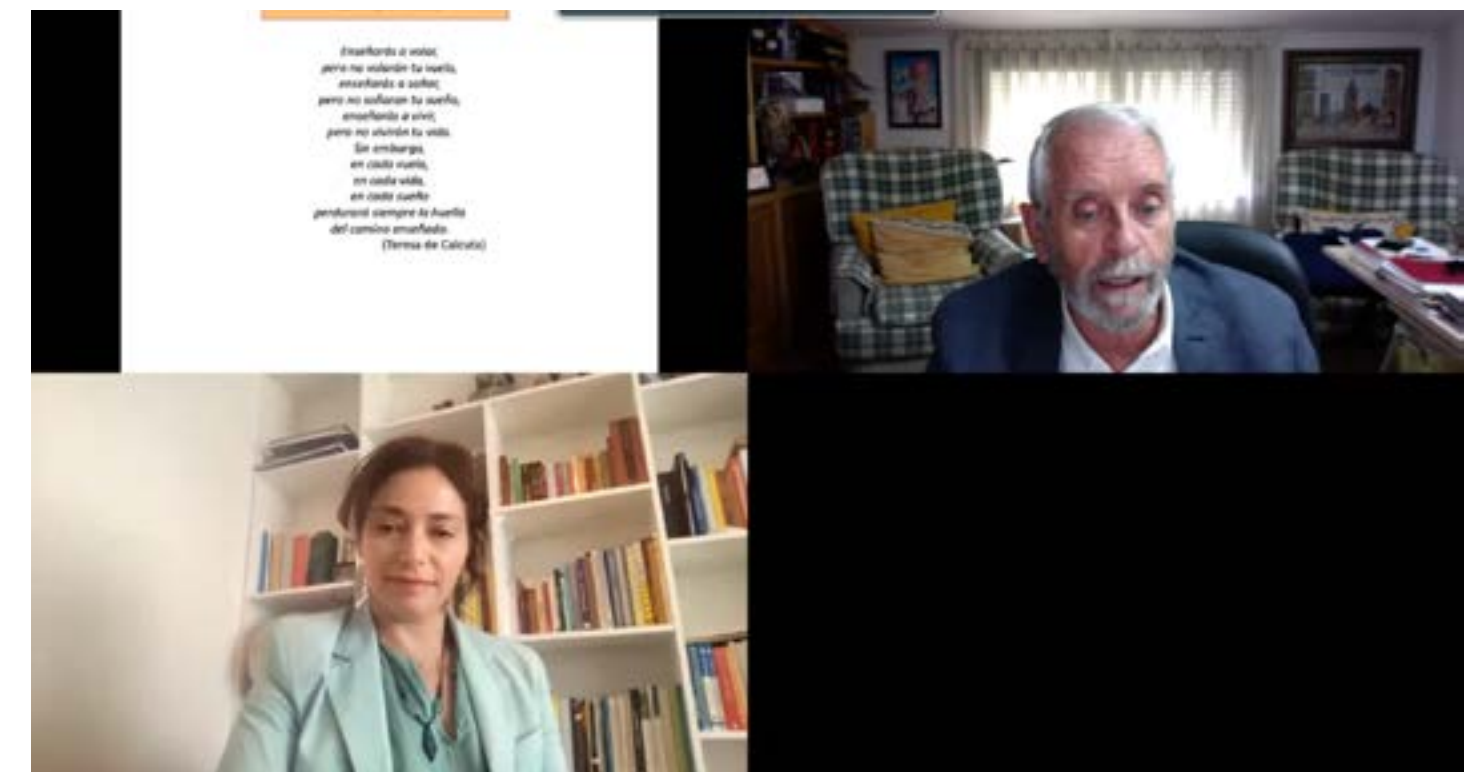 Enseñarás a volar,
pero no volarán tu vuelo,
enseñarás a soñar,
pero no soñaran tu sueño,
enseñarás a vivir,
pero no vivirán tu vida.
Sin embargo,
en cada vuelo,
en cada vida,
en cada sueño
perdurará siempre la huella
del camino enseñado.
(Teresa de Calcuta)